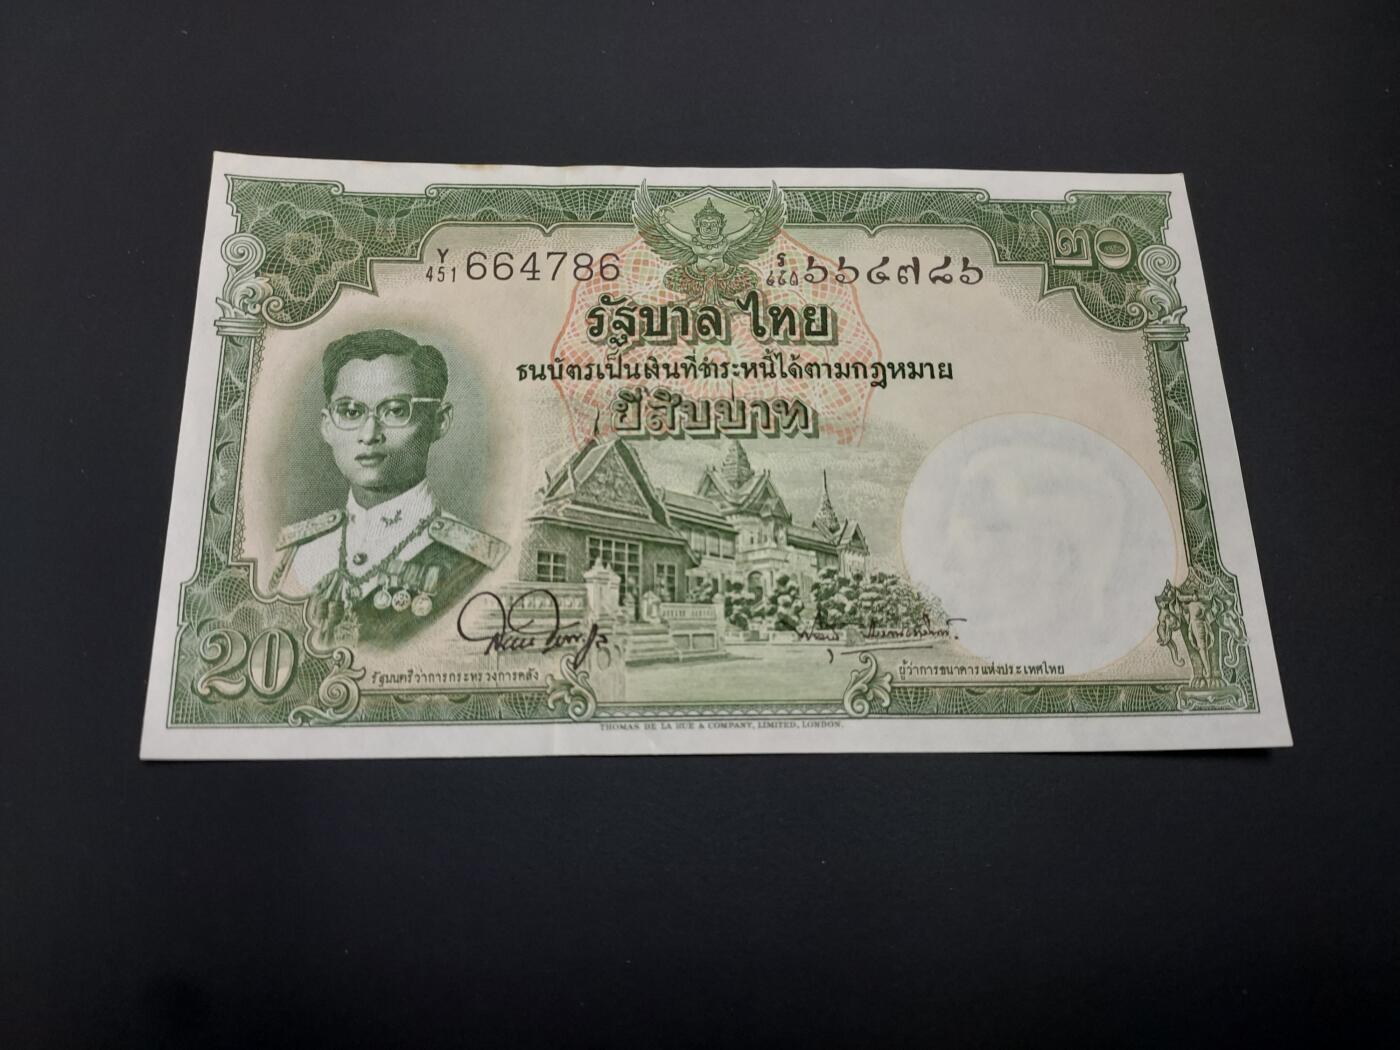 Y
451 664786
ร
๔๕๑ ๖๖๔๗๘๖
๒๐
รัฐบาล ไทย
ธนบัตรเป็นเงินที่ชำระหนี้ได้ตามกฎหมาย
ยี่สิบบาท
20
รัฐมนตรีว่าการกระทรวงการคลัง
ผู้ว่าการธนาคารแห่งประเทศไทย
THOMAS DE LA RUE & COMPANY, LIMITED, LONDON.